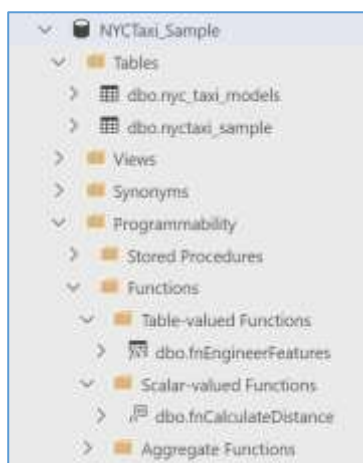 NYCTaxi_Sample
Tables
dbo.nyc_taxi_models
dbo.nyctaxi_sample
Views
Synonyms
Programmability
Stored Procedures
Functions
Table-valued Functions
dbo.fnEngineerFeatures
Scalar-valued Functions
dbo.fnCalculateDistance
Aggregate Functions